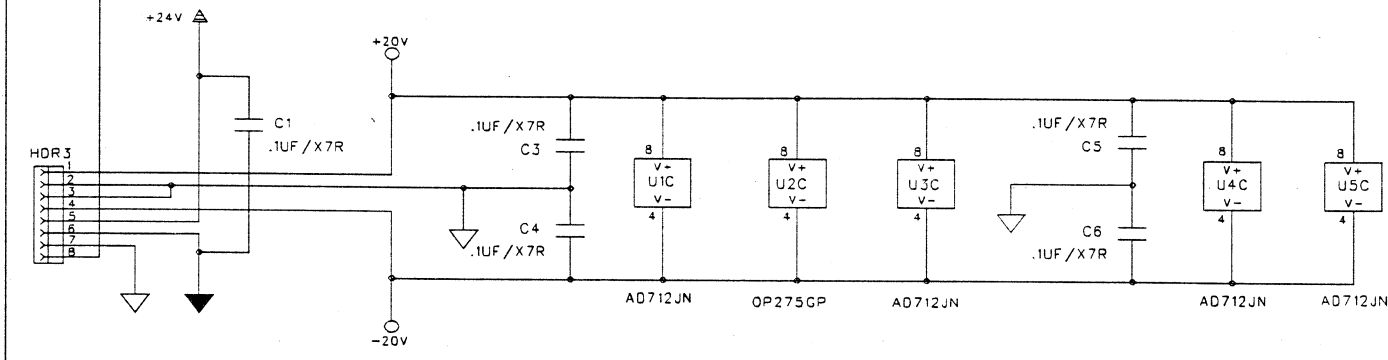 +24V
+20V
C1
.1UF/X7R
HDR3
1
2
3
4
5
6
7
8
.1UF/X7R
C3
C4
.1UF/X7R
8
V+
U1C
V-
4
8
V+
U2C
V-
4
8
V+
U3C
V-
4
.1UF/X7R
C5
C6
.1UF/X7R
8
V+
U4C
V-
4
8
V+
U5C
V-
4
AD712JN
OP275GP
AD712JN
AD712JN
AD712JN
-20V